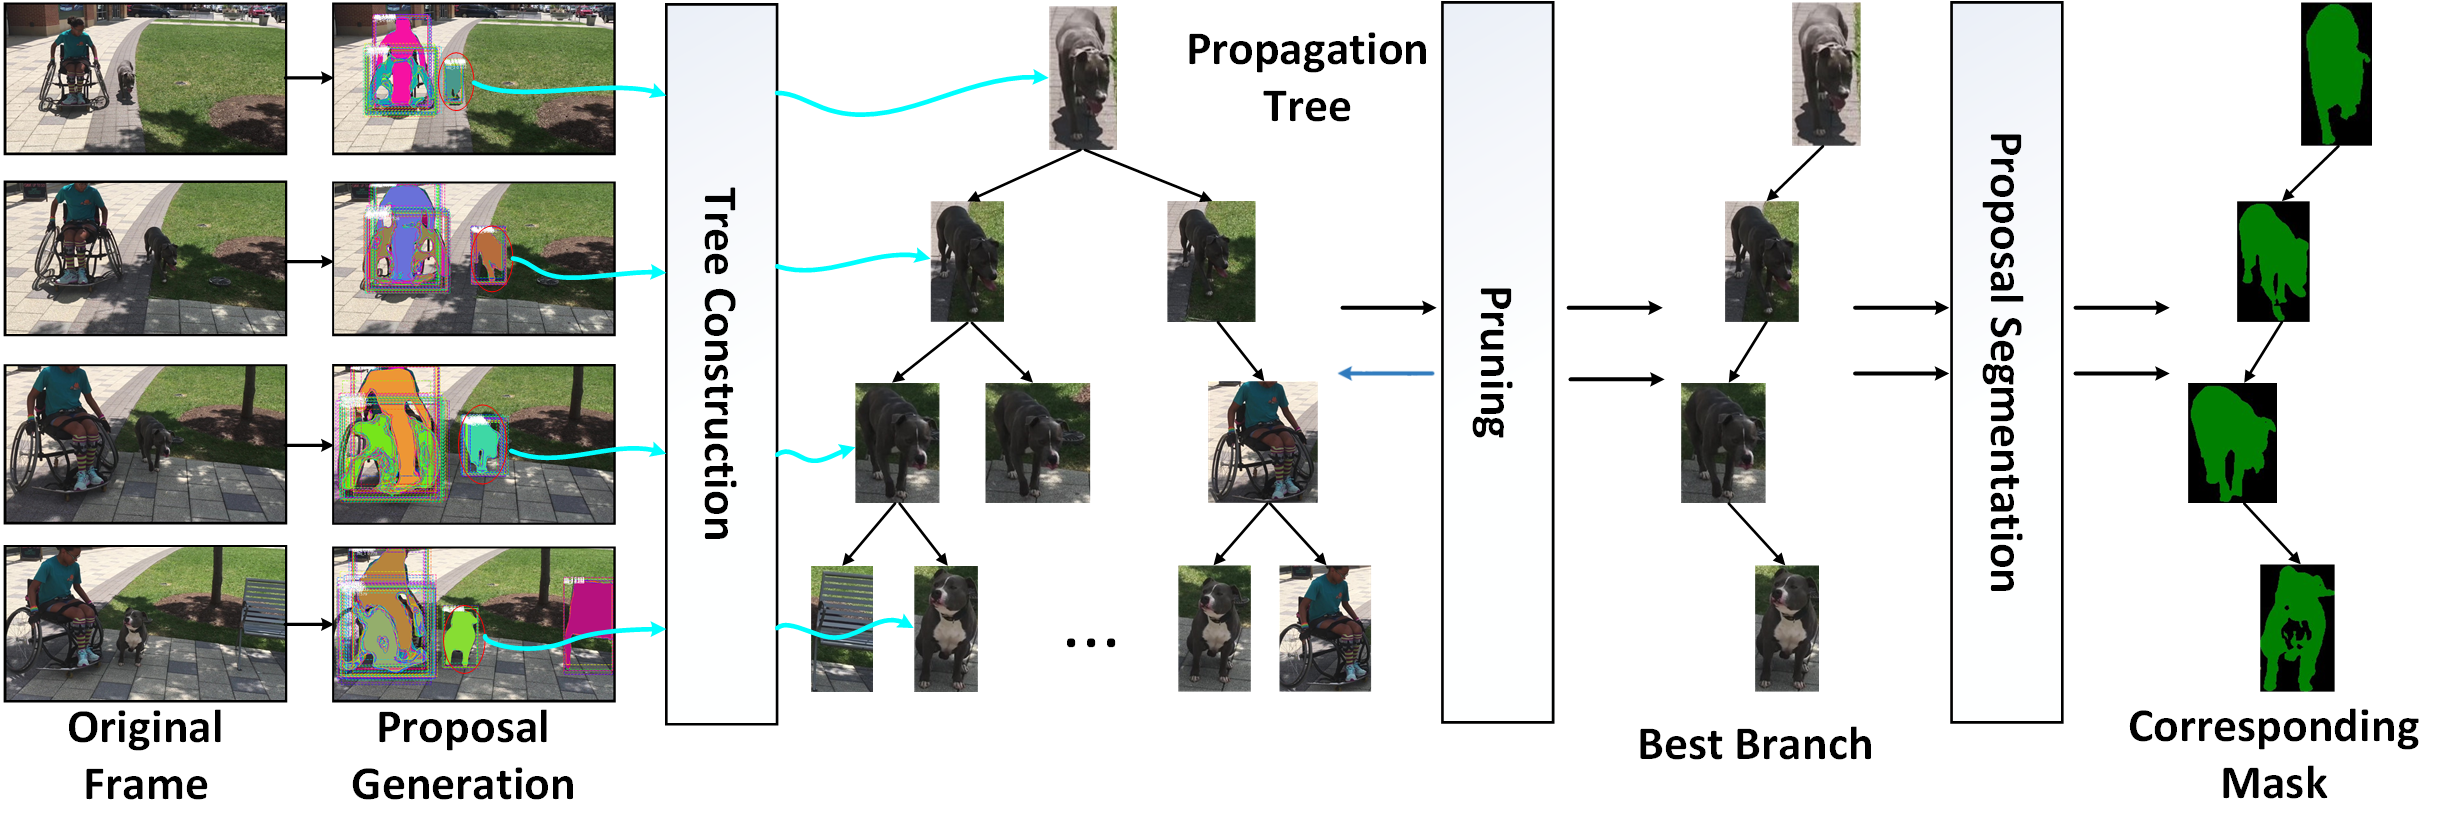 Original
Frame
Proposal
Generation
Tree Construction
Propagation
Tree
...
Pruning
Best Branch
Proposal Segmentation
Corresponding
Mask